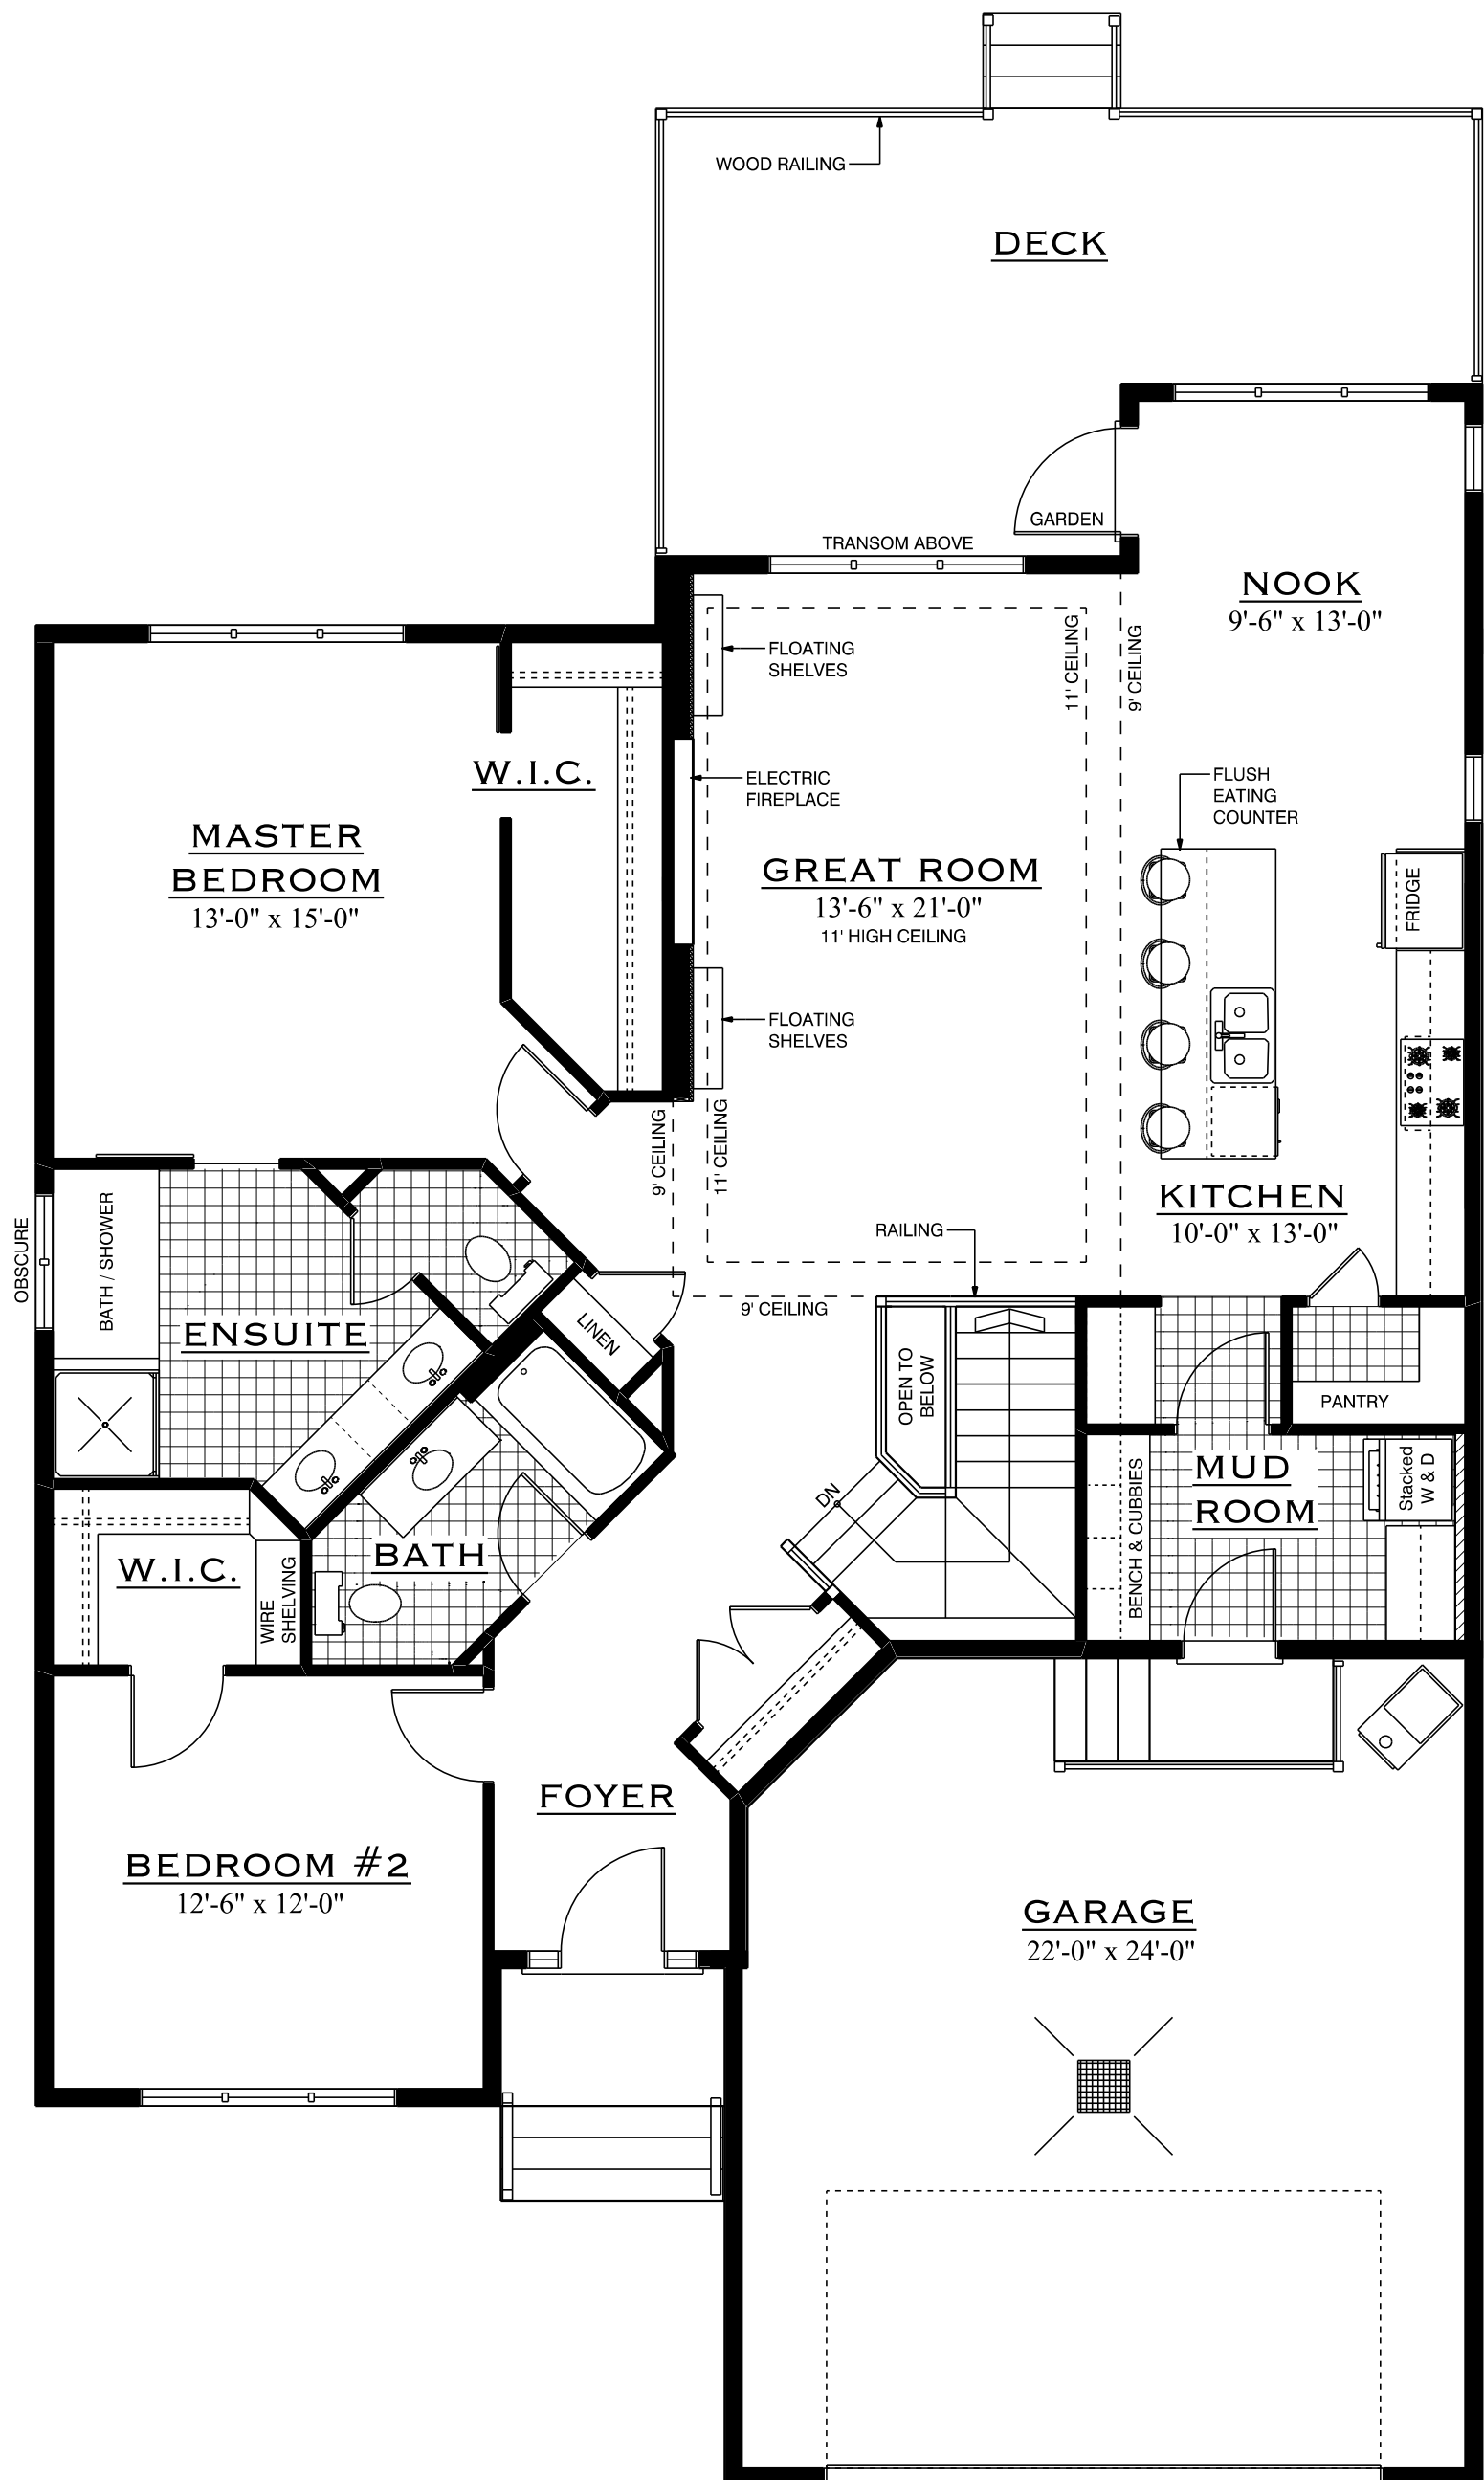 WOOD RAILING
DECK
GARDEN
TRANSOM ABOVE
NOOK
9'-6" x 13'-0"
FLOATING
SHELVES
11' CEILING
9' CEILING
W.I.C.
ELECTRIC
FIREPLACE
FLUSH
EATING
COUNTER
MASTER
BEDROOM
13'-0" x 15'-0"
GREAT ROOM
13'-6" x 21'-0"
11' HIGH CEILING
FRIDGE
FLOATING
SHELVES
9' CEILING
11' CEILING
KITCHEN
10'-0" x 13'-0"
OBSCURE
BATH / SHOWER
RAILING
9' CEILING
ENSUITE
LINEN
OPEN TO
BELOW
PANTRY
DN
BENCH & CUBBIES
MUD
ROOM
Stacked
W & D
BATH
W.I.C.
WIRE
SHELVING
FOYER
BEDROOM #2
12'-6" x 12'-0"
GARAGE
22'-0" x 24'-0"